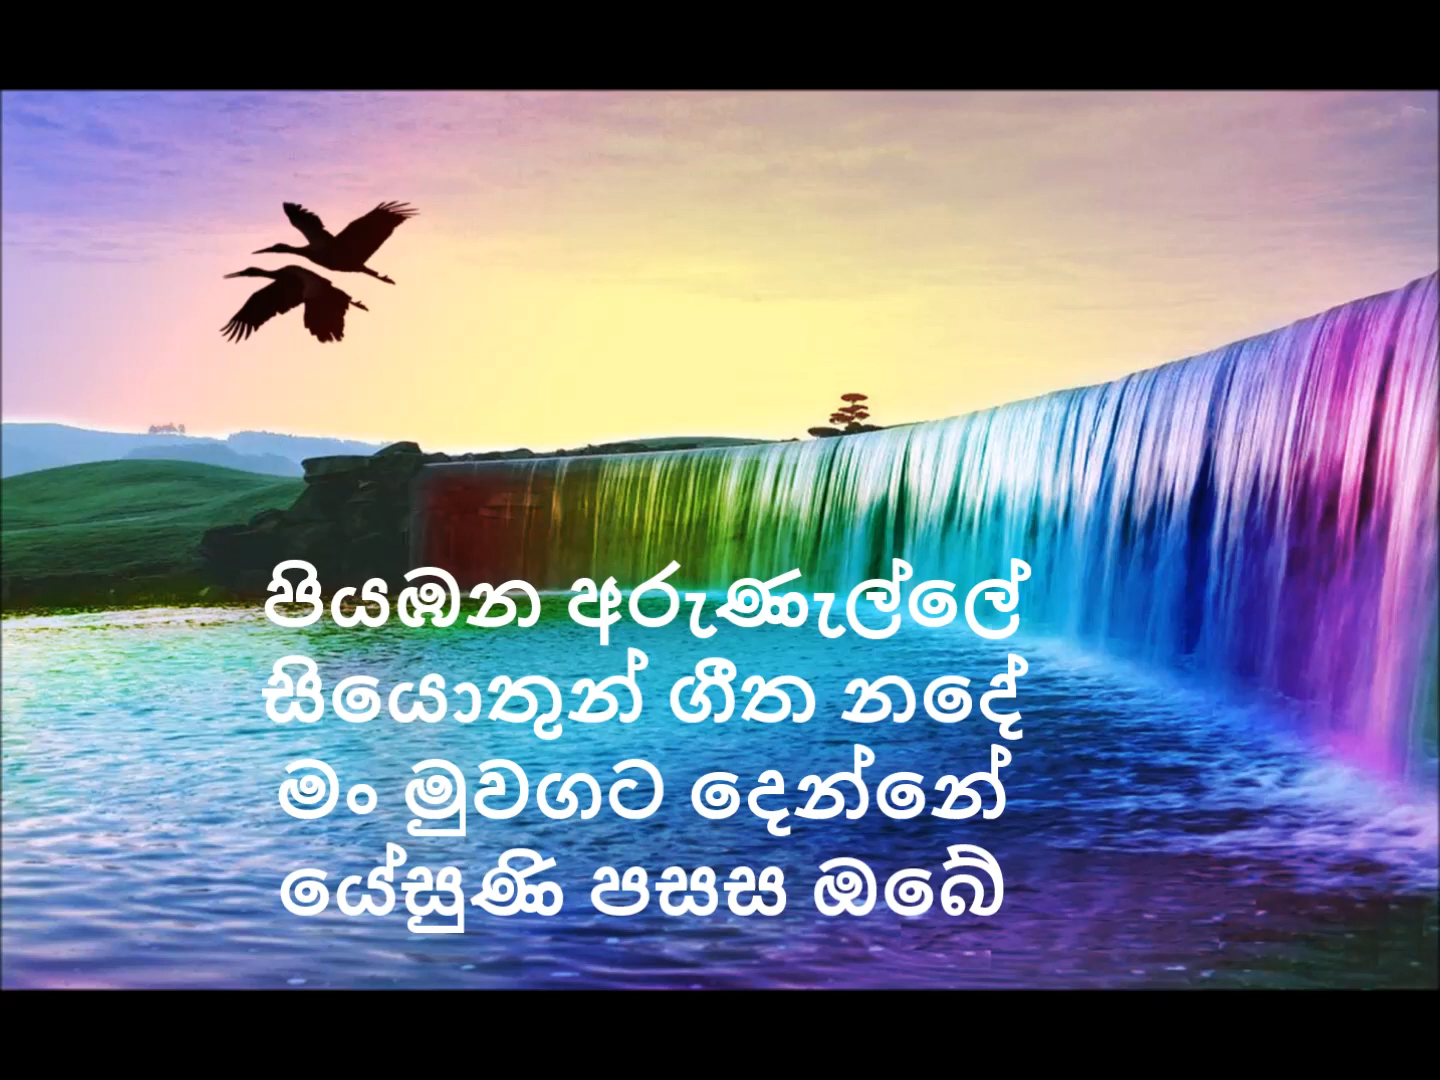 පියඹන අරුණැල්ලේ
සියොතුන් ගීත නදේ
මං මුවගට දෙන්නේ
යේසුණි පසස ඔබේ